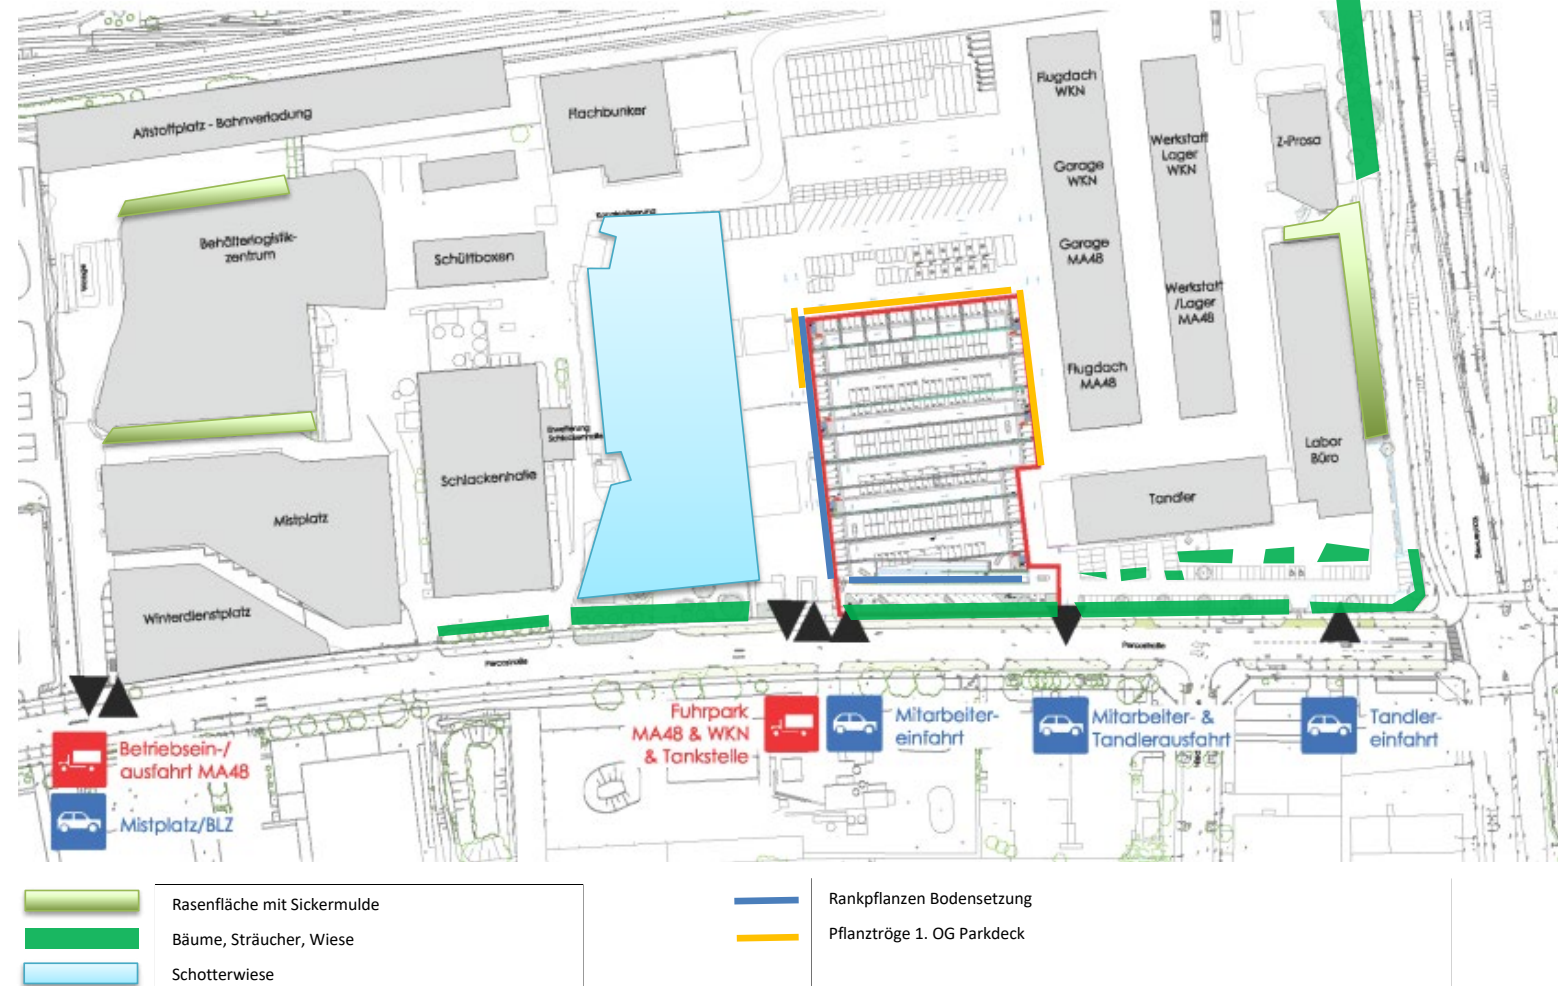 Altstoffplatz - Bahnverladung
Flachbunker
Flugdach
WKN
Werkstatt
Lager
WKN
Z-Prosa
Garage
WKN
Behälterlogistik-
zentrum
Schüttboxen
Garage
MA48
Werkstatt
/Lager
MA48
Flugdach
MA48
Erweiterung
Schlackenhalle
Labor
Büro
Schlackenhalle
Tandler
Mistplatz
Winterdienstplatz
Betriebsein-/
ausfahrt MA48
Mistplatz/BLZ
Fuhrpark
MA48 & WKN
& Tankstelle
Mitarbeiter-
einfahrt
Mitarbeiter- &
Tandlerausfahrt
Tandler-
einfahrt
Rasenfläche mit Sickermulde
Bäume, Sträucher, Wiese
Schotterwiese
Rankpflanzen Bodensetzung
Pflanztröge 1. OG Parkdeck